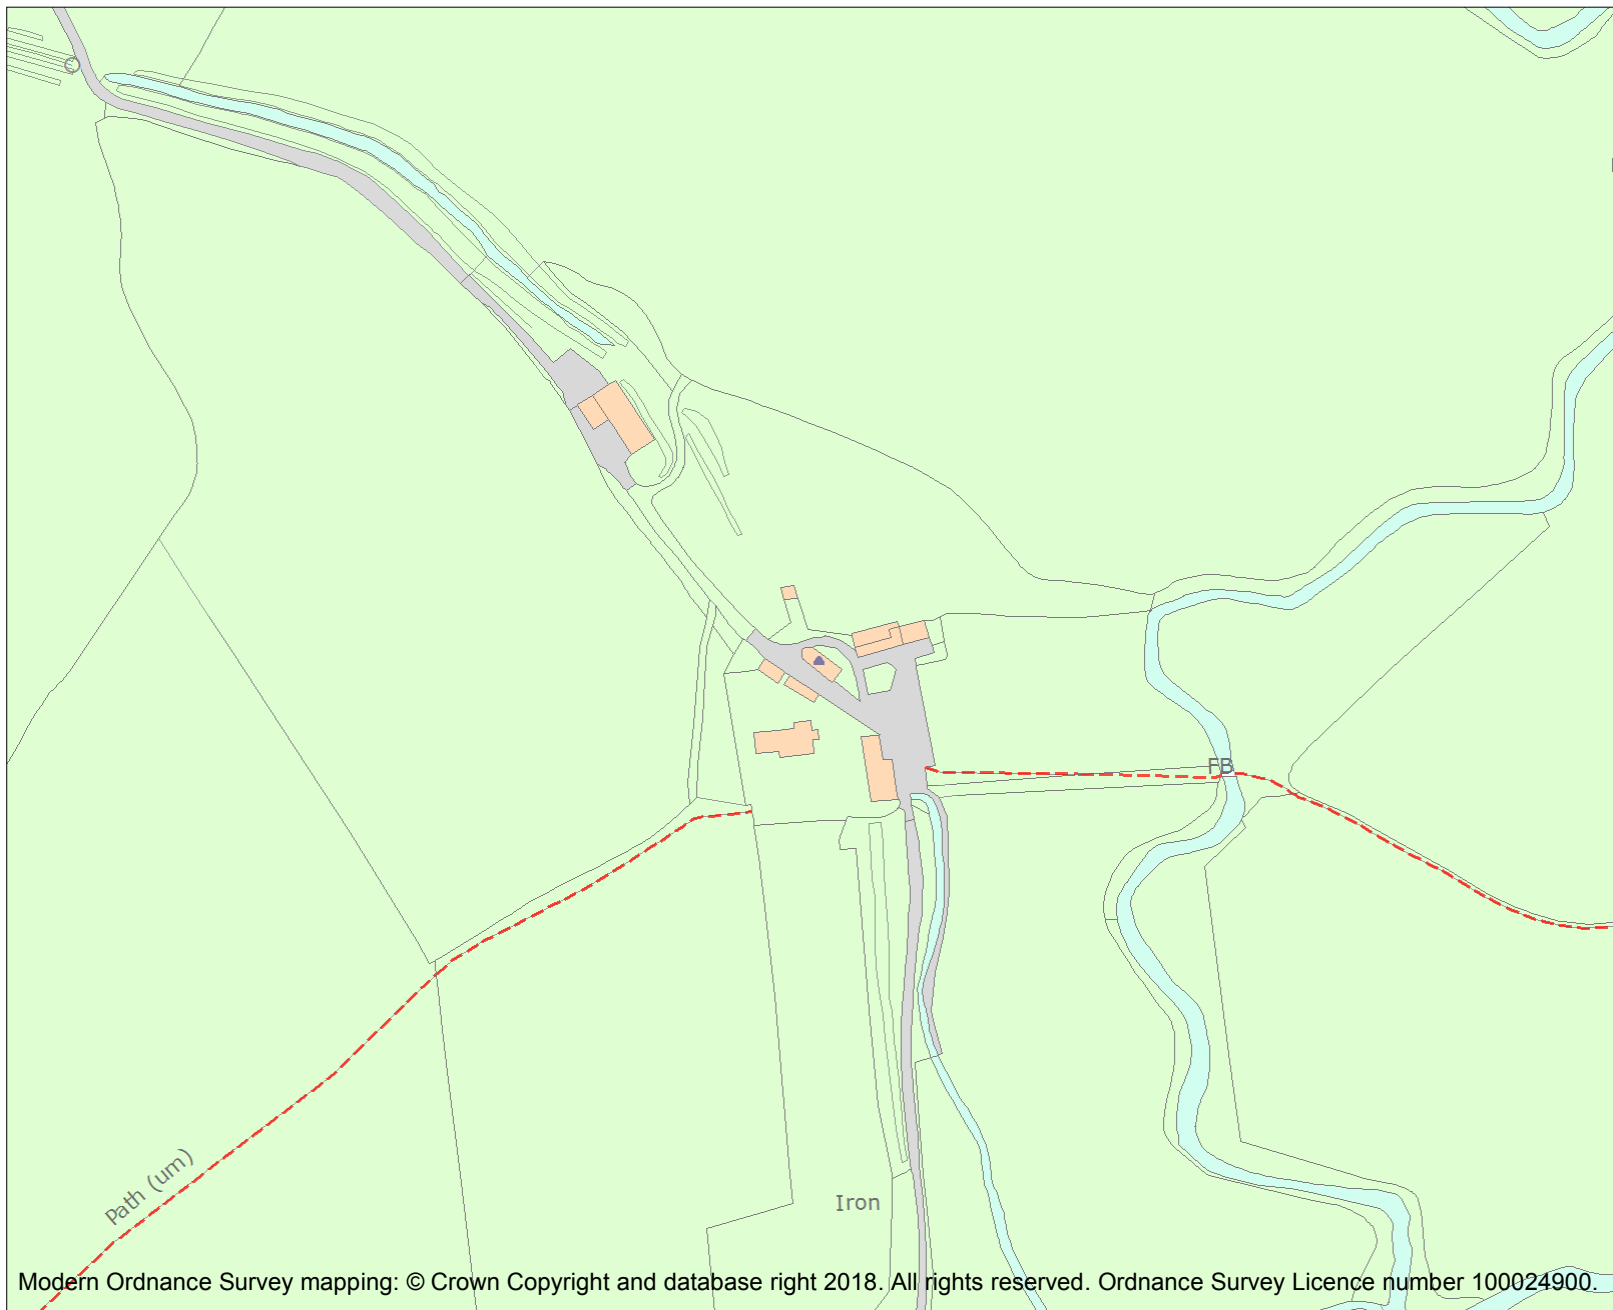 FB
Path (um)
Iron
Modern Ordnance Survey mapping: © Crown Copyright and database right 2018. All rights reserved. Ordnance Survey Licence number 100024900.